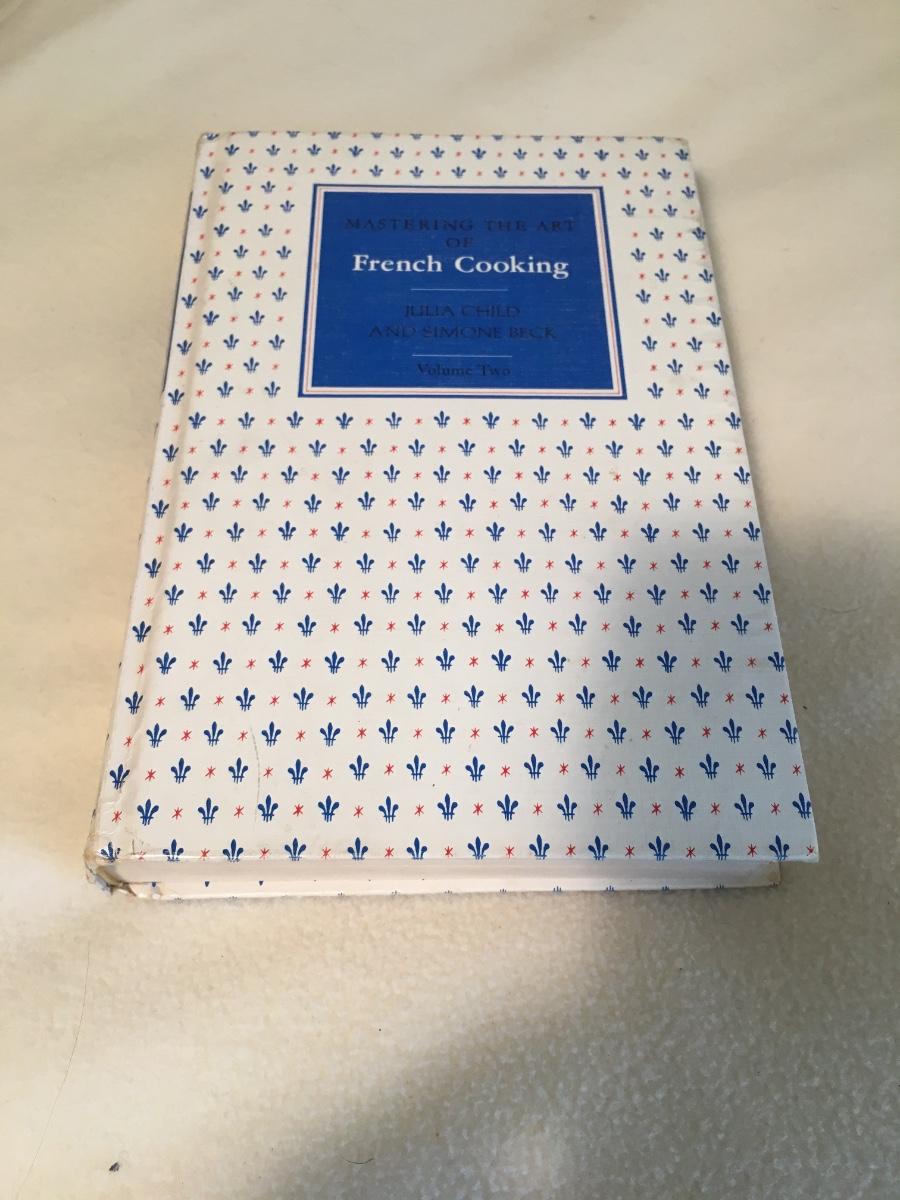 MASTERING THE ART
OF
French Cooking
JULIA CHILD
AND SIMONE BECK
Volume Two